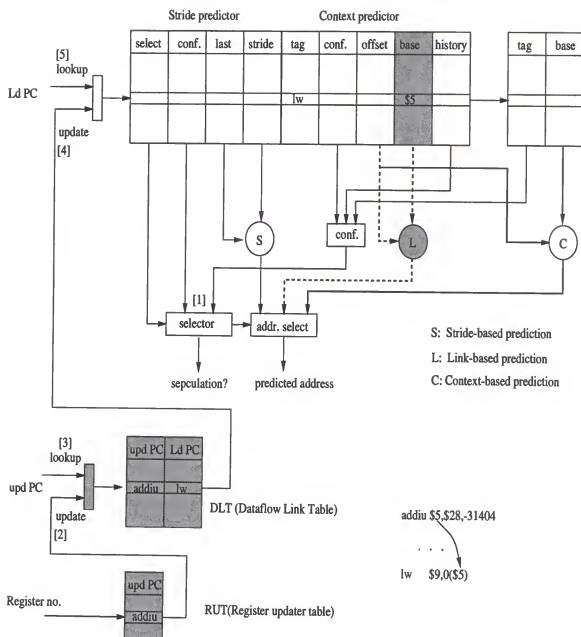 Stride predictor Context predictor
select conf. last stride tag conf. offset base history tag base
[5]
lookup
Ld PC
lw $5
update
[4]
S conf. L C
[1]
selector addr. select
S: Stride-based prediction
L: Link-based prediction
sepculation? predicted address
C: Context-based prediction
[3]
lookup
upd PC Ld PC
upd PC
addiu lw
update
[2]
DLT (Dataflow Link Table)
addiu $5,$28,-31404
. . .
lw $9,0($5)
upd PC
Register no.
addiu
RUT(Register updater table)